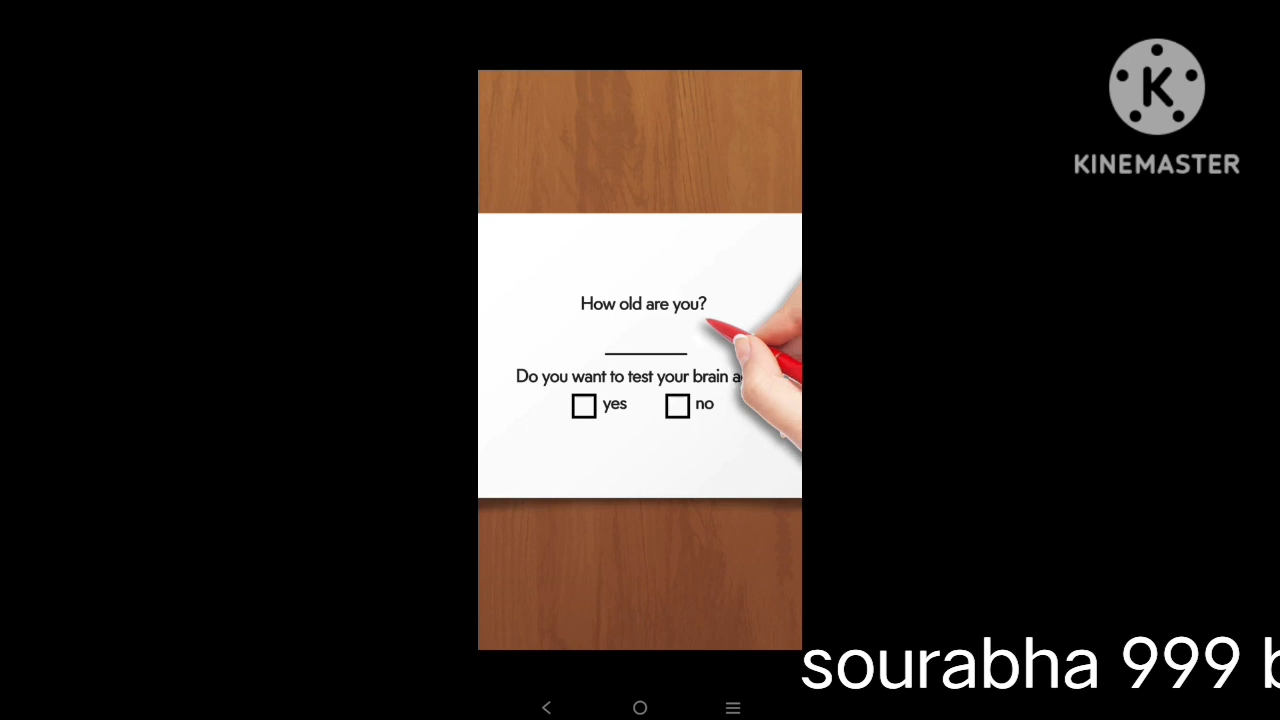 K
KINEMASTER
How old are you?
Do you want to test your brain
yes no
sourabha 999